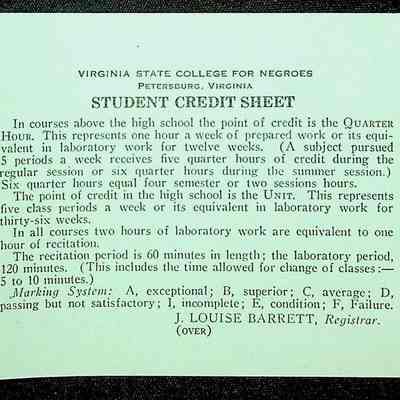 VIRGINIA STATE COLLEGE FOR NEGROES
PETERSBURG, VIRGINIA
STUDENT CREDIT SHEET
In courses above the high school the point of credit is the QUARTER
HOUR. This represents one hour a week of prepared work or its equi-
valent in laboratory work for twelve weeks. (A subject pursued
5 periods a week receives five quarter hours of credit during the
regular session or six quarter hours during the summer session.)
Six quarter hours equal four semester or two sessions hours.
The point of credit in the high school is the UNIT. This represents
five class periods a week or its equivalent in laboratory work for
thirty-six weeks.
In all courses two hours of laboratory work are equivalent to one
hour of recitation.
The recitation period is 60 minutes in length; the laboratory period,
120 minutes. (This includes the time allowed for change of classes:—
5 to 10 minutes.)
Marking System: A, exceptional; B, superior; C, average; D,
passing but not satisfactory; I, incomplete; E, condition; F, Failure.
J. LOUISE BARRETT, Registrar.
(OVER)